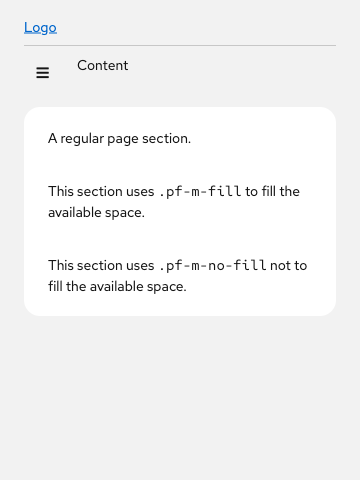 Logo
Content
A regular page section.
This section uses .pf-m-fill to fill the
available space.
This section uses .pf-m-no-fill not to
fill the available space.